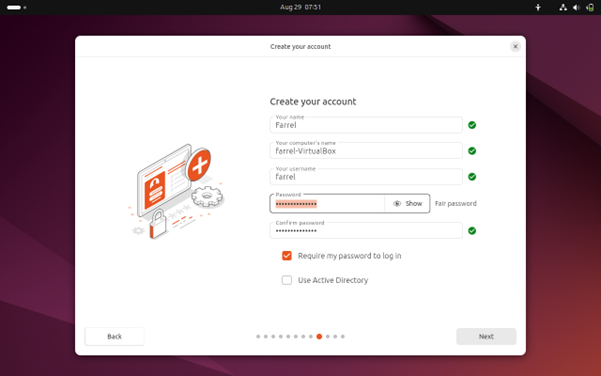 Aug 29 07:51
Create your account
Create your account
Your name
Farrel
Your computer's name
farrel-VirtualBox
Your username
farrel
Password
•••••••••••••• Show Fair password
Confirm password
••••••••••••••
Require my password to log in
Use Active Directory
Back Next